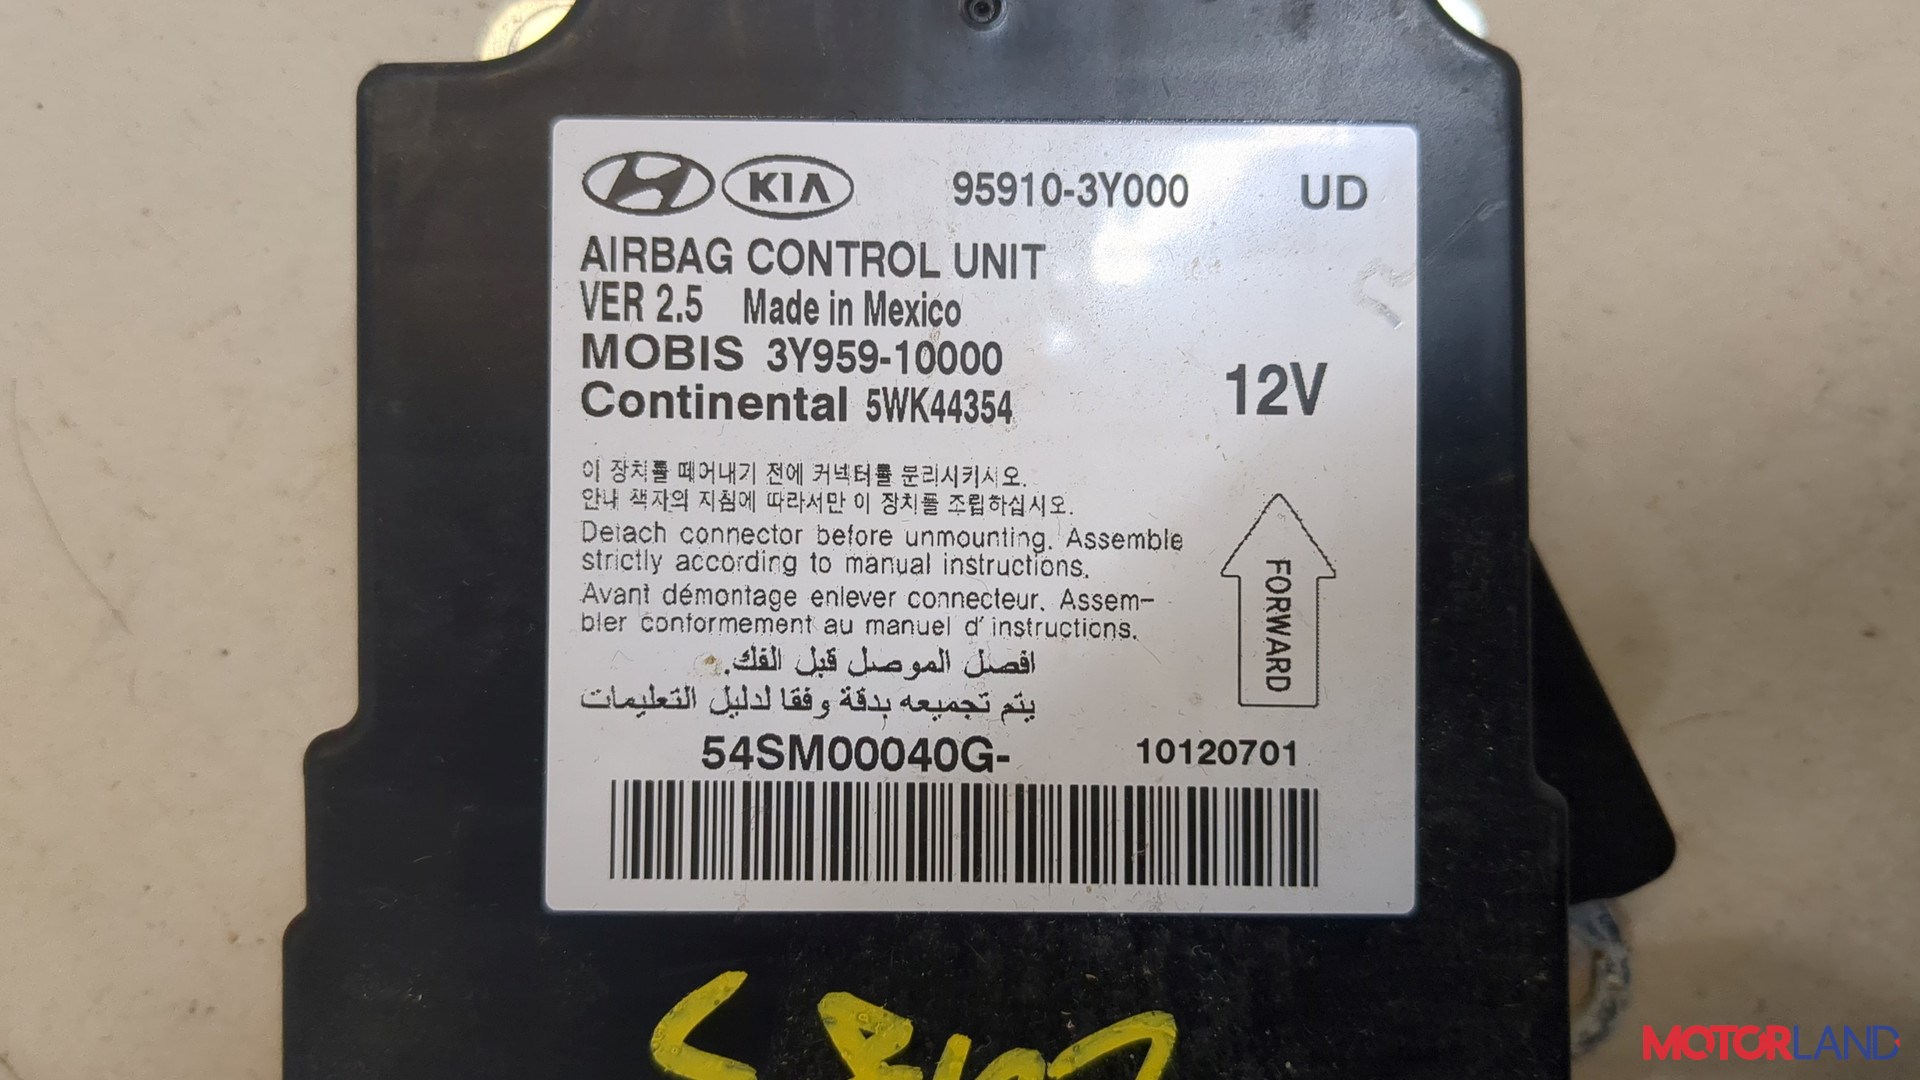 KIA 95910-3Y000 UD
AIRBAG CONTROL UNIT
VER 2.5 Made in Mexico
MOBIS 3Y959-10000
Continental 5WK44354
12V
이 장치를 떼어내기 전에 커넥터를 분리시키시오.
안내 책자의 지침에 따라서만 이 장치를 조립하십시오.
Detach connector before unmounting. Assemble
strictly according to manual instructions.
Avant démontage enlever connecteur. Assem-
bler conformement au manuel d'instructions.
افصل الموصل قبل الفك.
يتم تجميعه بدقة وفقا لدليل التعليمات
FORWARD
54SM00040G- 10120701
MOTORLAND